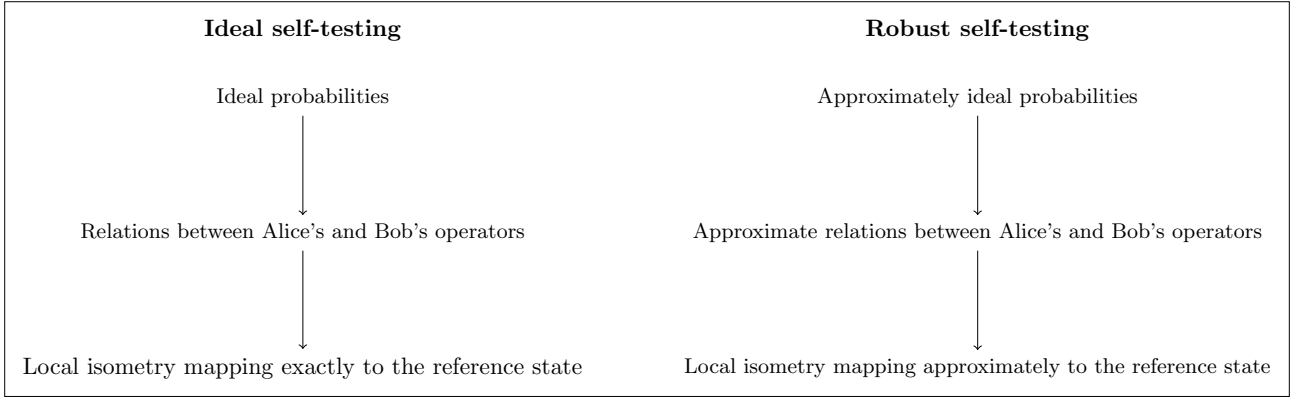 Ideal self-testing
Ideal probabilities
Relations between Alice's and Bob's operators
Local isometry mapping exactly to the reference state
Robust self-testing
Approximately ideal probabilities
Approximate relations between Alice's and Bob's operators
Local isometry mapping approximately to the reference state